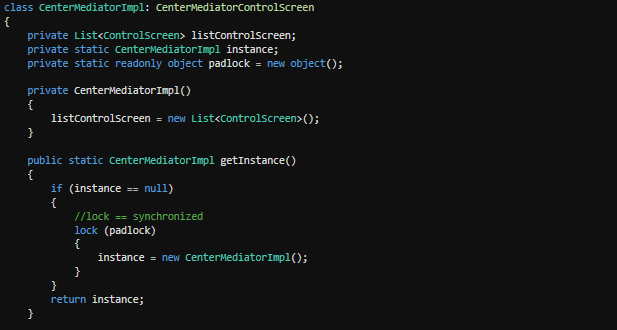 class CenterMediatorImpl: CenterMediatorControlScreen
{
    private List<ControlScreen> listControlScreen;
    private static CenterMediatorImpl instance;
    private static readonly object padlock = new object();

    private CenterMediatorImpl()
    {
        listControlScreen = new List<ControlScreen>();
    }

    public static CenterMediatorImpl getInstance()
    {
        if (instance == null)
        {
            //lock == synchronized
            lock (padlock)
            {
                instance = new CenterMediatorImpl();
            }
        }
        return instance;
    }